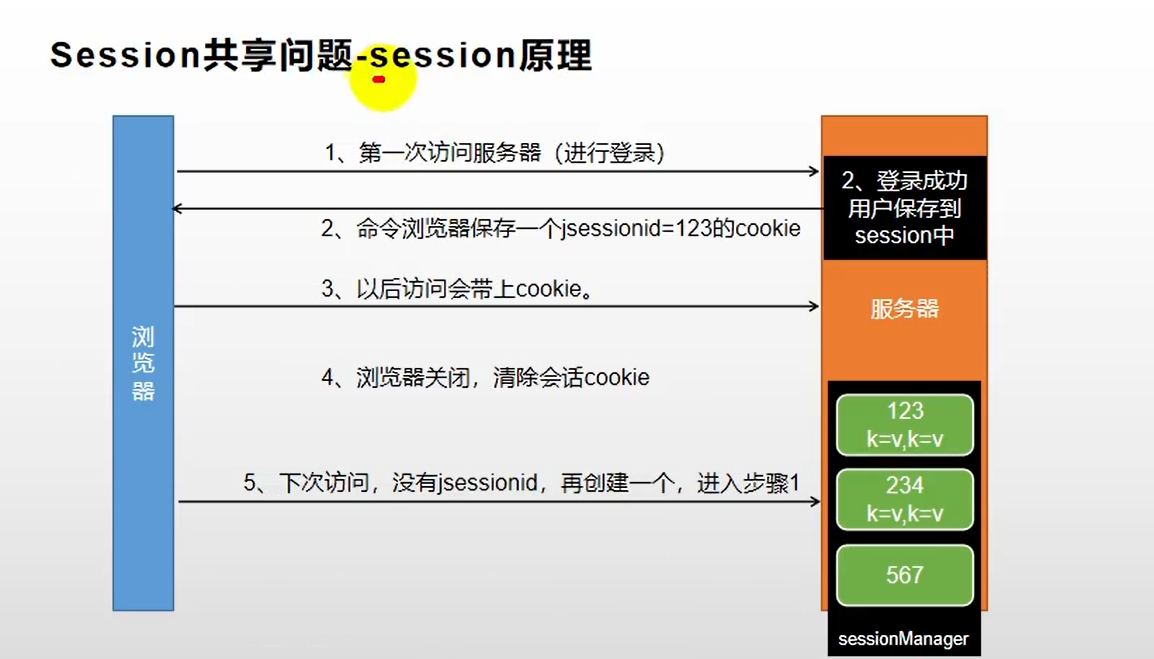 Session共享问题-session原理
1、第一次访问服务器（进行登录）
2、登录成功
用户保存到
session中
2、命令浏览器保存一个jsessionid=123的cookie
3、以后访问会带上cookie。
服务器
浏
览
器
4、浏览器关闭，清除会话cookie
123
k=v,k=v
5、下次访问，没有jsessionid，再创建一个，进入步骤1
234
k=v,k=v
567
sessionManager